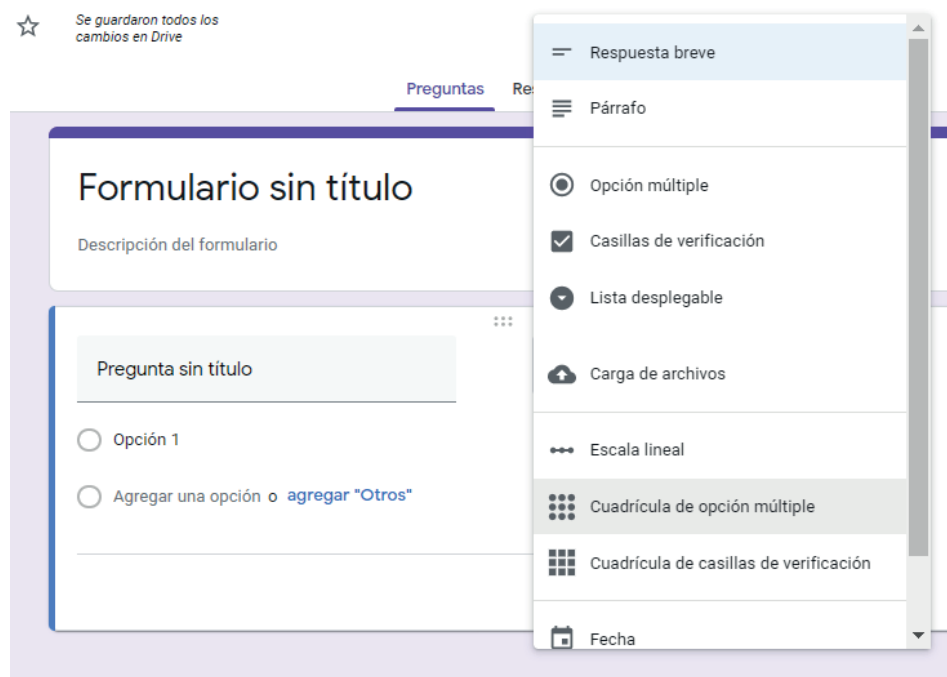 Se guardaron todos los
cambios en Drive
Preguntas
Formulario sin título
Descripción del formulario
Pregunta sin título
Opción 1
Agregar una opción o agregar "Otros"
Respuesta breve
Párrafo
Opción múltiple
Casillas de verificación
Lista desplegable
Carga de archivos
Escala lineal
Cuadrícula de opción múltiple
Cuadrícula de casillas de verificación
Fecha